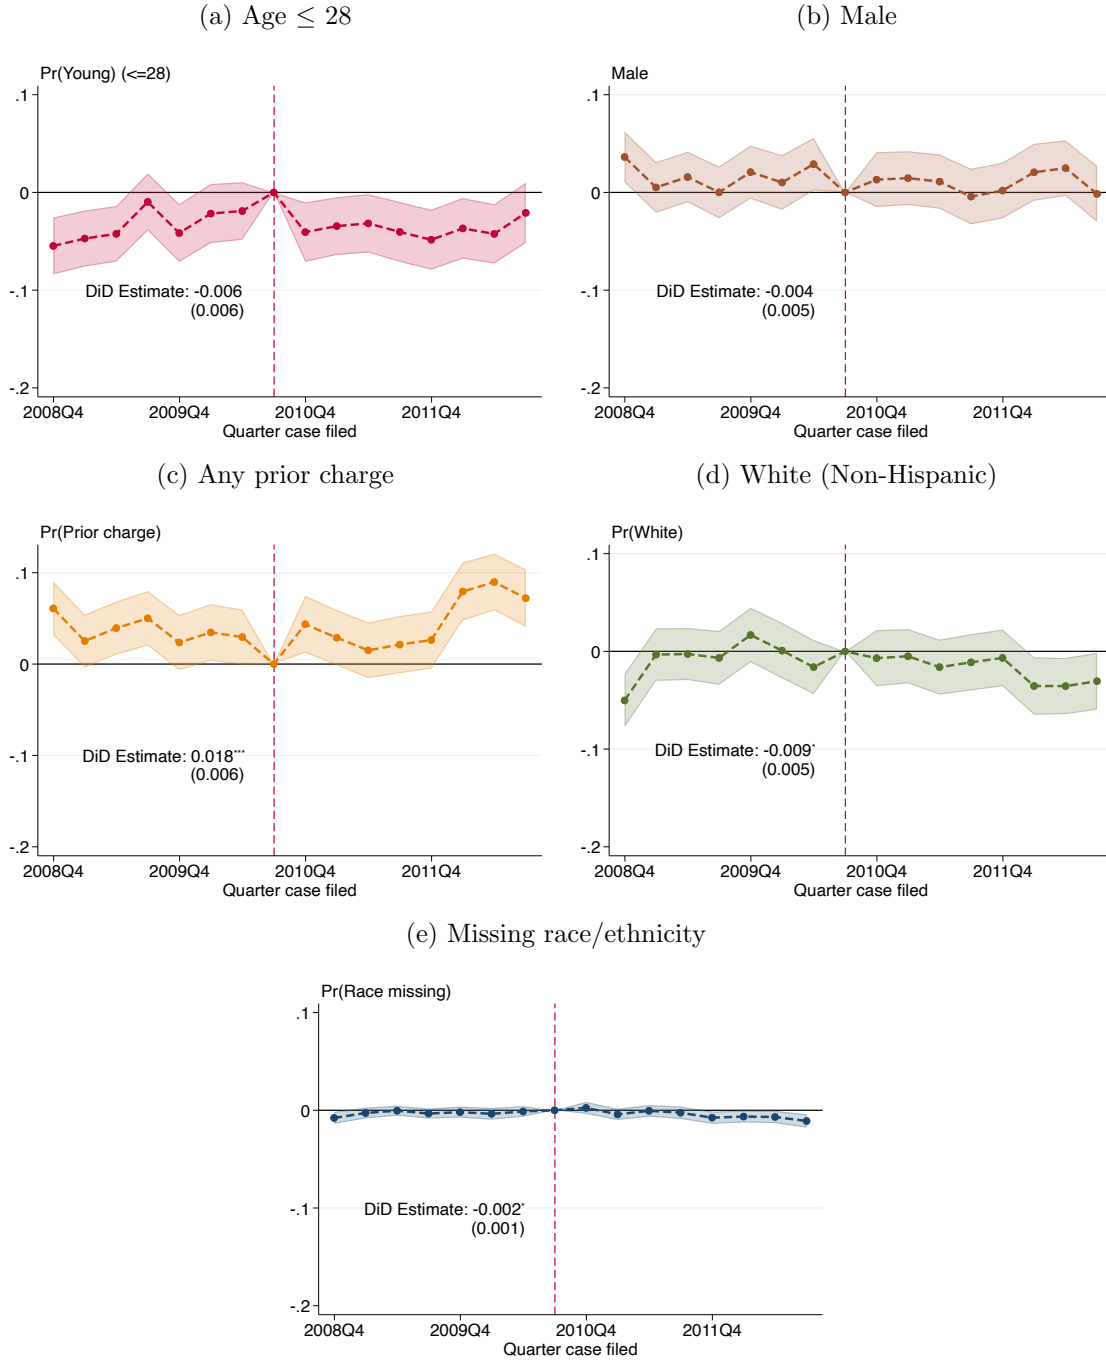 (a) Age ≤ 28
Pr(Young) (<=28)
.1
0
-.1
-.2
DiD Estimate: -0.006
(0.006)
2008Q4 2009Q4 2010Q4 2011Q4
Quarter case filed
(b) Male
Male
.1
0
-.1
-.2
DiD Estimate: -0.004
(0.005)
2008Q4 2009Q4 2010Q4 2011Q4
Quarter case filed
(c) Any prior charge
Pr(Prior charge)
.1
0
-.1
-.2
DiD Estimate: 0.018***
(0.006)
2008Q4 2009Q4 2010Q4 2011Q4
Quarter case filed
(d) White (Non-Hispanic)
Pr(White)
.1
0
-.1
-.2
DiD Estimate: -0.009*
(0.005)
2008Q4 2009Q4 2010Q4 2011Q4
Quarter case filed
(e) Missing race/ethnicity
Pr(Race missing)
.1
0
-.1
-.2
DiD Estimate: -0.002*
(0.001)
2008Q4 2009Q4 2010Q4 2011Q4
Quarter case filed